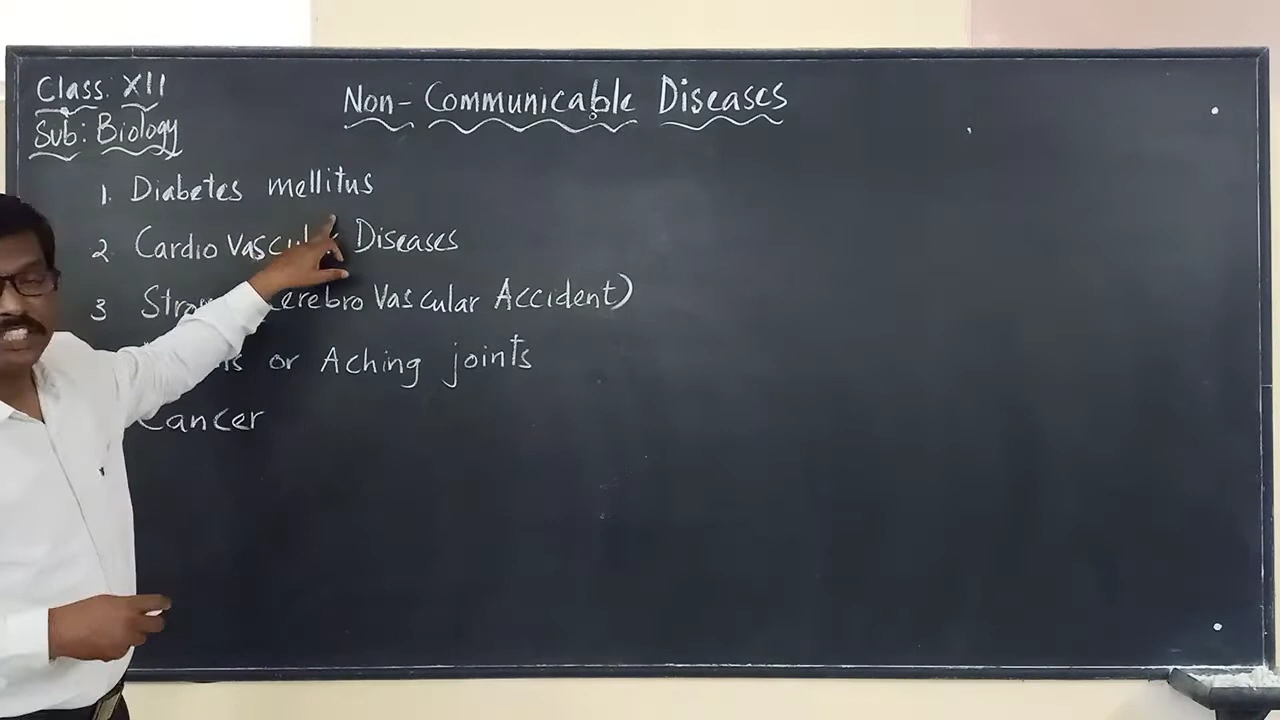 Class: XII
Non-Communicable Diseases
Sub: Biology
1. Diabetes mellitus
2. Cardio Vascular Diseases
3 Cerebro Vascular Accident)
or Aching joints
Cancer